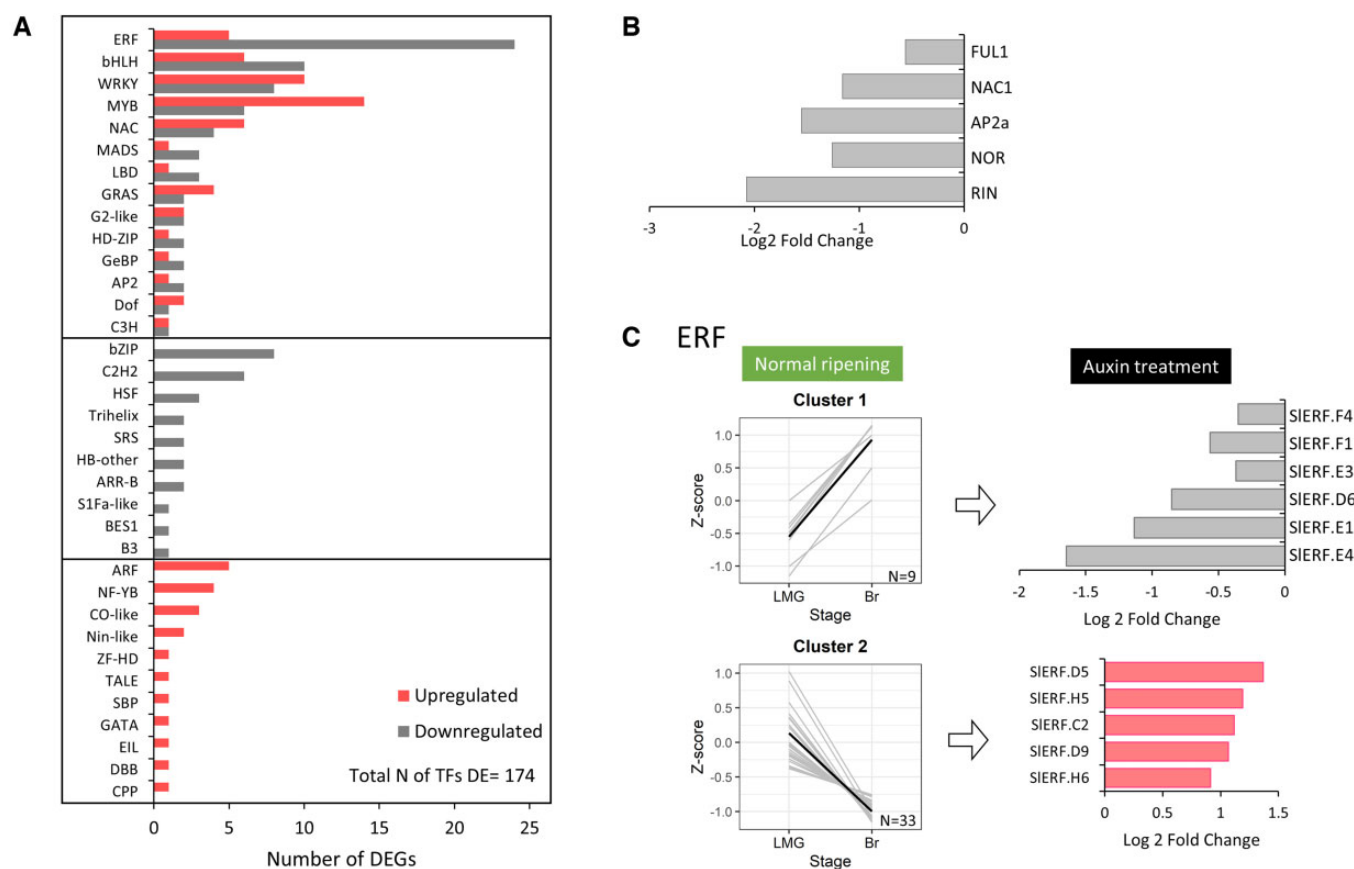 A
ERF
bHLH
WRKY
MYB
NAC
MADS
LBD
GRAS
G2-like
HD-ZIP
GeBP
AP2
Dof
C3H
bZIP
C2H2
HSF
Trihelix
SRS
HB-other
ARR-B
S1Fa-like
BES1
B3
ARF
NF-YB
CO-like
Nin-like
ZF-HD
TALE
SBP
GATA
EIL
DBB
CPP
Upregulated
Downregulated
Total N of TFs DE= 174
0 5 10 15 20 25
Number of DEGs
B
FUL1
NAC1
AP2a
NOR
RIN
-3 -2 -1 0
Log2 Fold Change
C ERF
Normal ripening
Cluster 1
1.0
0.5
0.0
-0.5
-1.0
Z-score
N=9
LMG Br
Stage
Auxin treatment
SlERF.F4
SlERF.F1
SlERF.E3
SlERF.D6
SlERF.E1
SlERF.E4
-2 -1.5 -1 -0.5 0
Log 2 Fold Change
Cluster 2
1.0
0.5
0.0
-0.5
-1.0
Z-score
N=33
LMG Br
Stage
SlERF.D5
SlERF.H5
SlERF.C2
SlERF.D9
SlERF.H6
0 0.5 1 1.5
Log 2 Fold Change